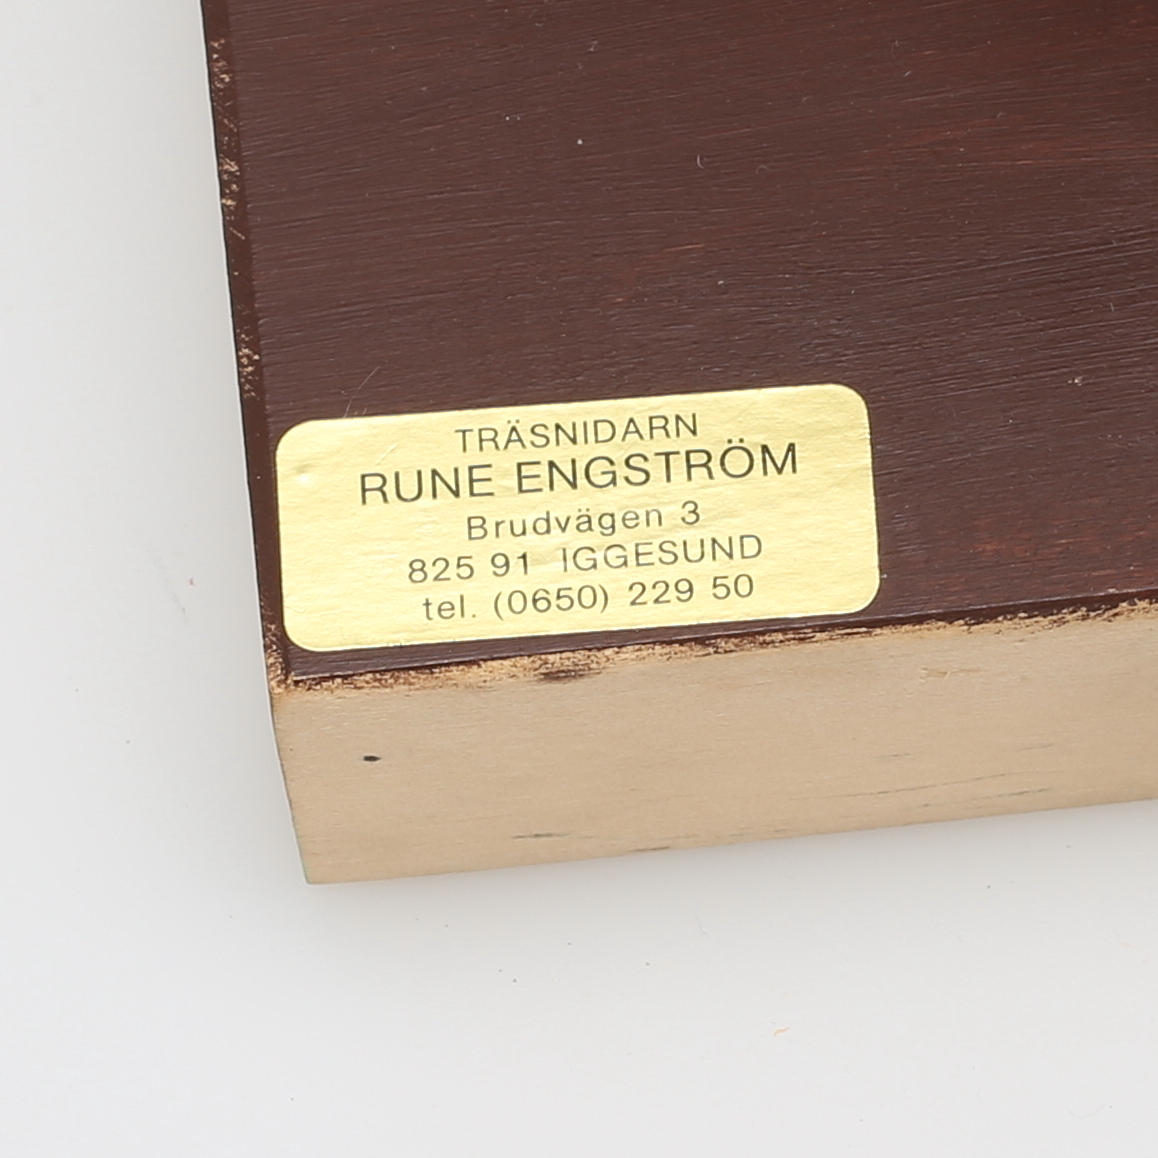 TRÄSNIDARN
RUNE ENGSTRÖM
Brudvägen 3
825 91 IGGESUND
tel. (0650) 229 50